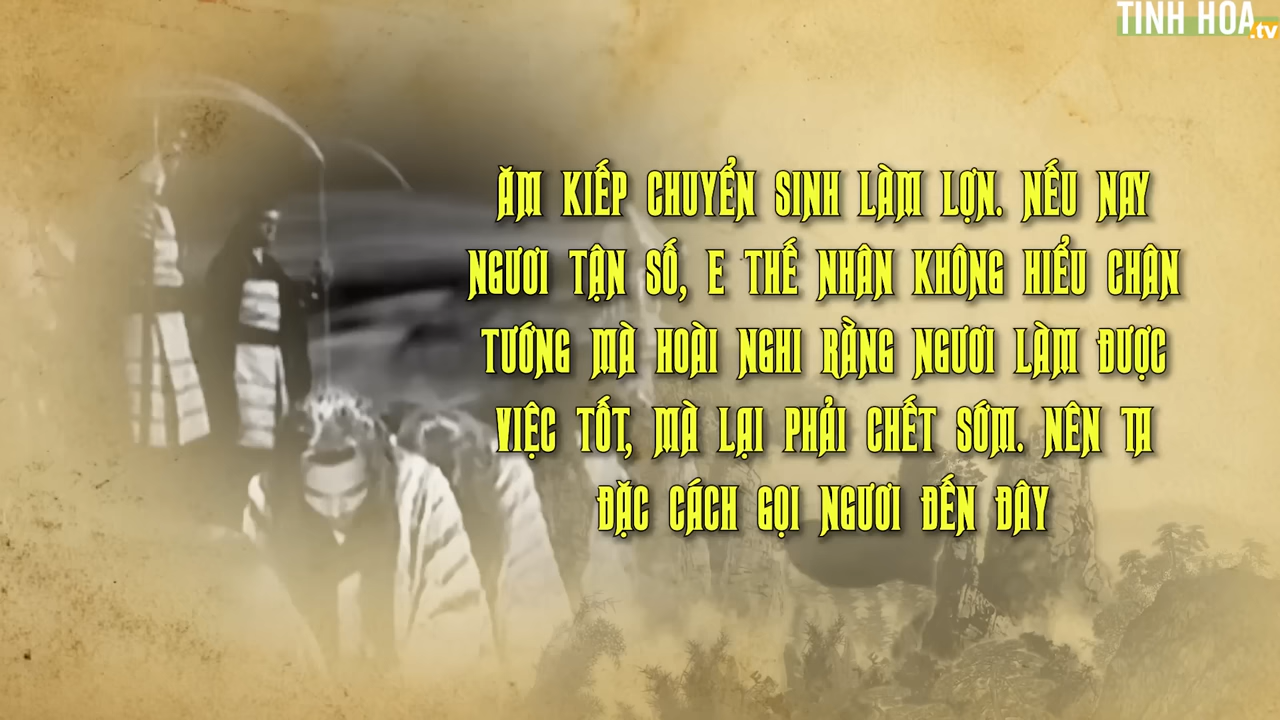 TINH HOA
.tv
ĂM KIẾP CHUYỂN SINH LÀM LỢN. NẾU NAY
NGƯƠI TẬN SỐ, E THẾ NHÂN KHÔNG HIỂU CHÂN
TƯỚNG MÀ HOÀI NGHI RẰNG NGƯƠI LÀM ĐƯỢC
VIỆC TỐT, MÀ LẠI PHẢI CHẾT SỚM. NÊN TA
ĐẶC CÁCH GỌI NGƯƠI ĐẾN ĐÂY